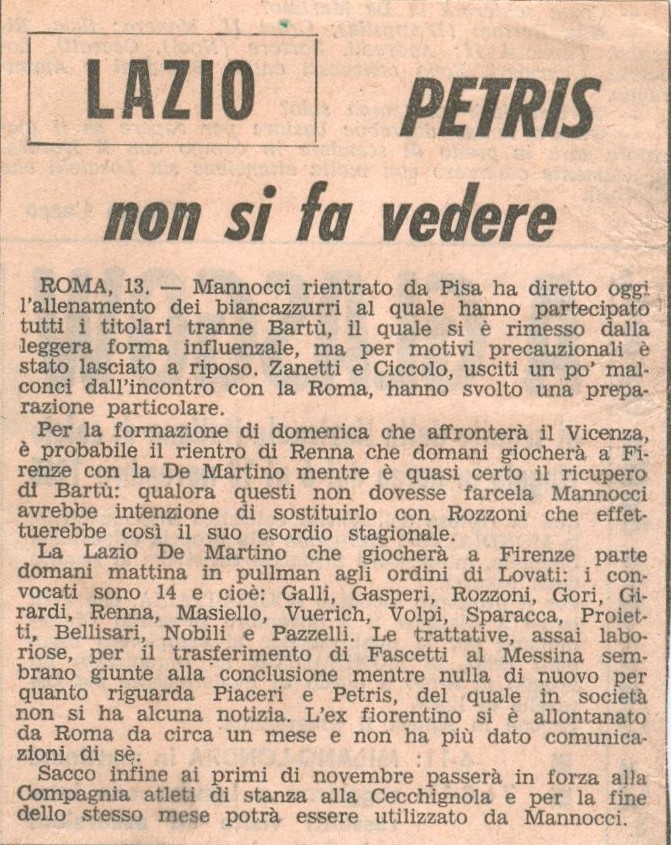 LAZIO PETRIS
non si fa vedere
ROMA, 13. — Mannocci rientrato da Pisa ha diretto oggi
l'allenamento dei biancazzurri al quale hanno partecipato
tutti i titolari tranne Bartù, il quale si è rimesso dalla
leggera forma influenzale, ma per motivi precauzionali è
stato lasciato a riposo. Zanetti e Ciccolo, usciti un po' mal-
conci dall'incontro con la Roma, hanno svolto una prepa-
razione particolare.
Per la formazione di domenica che affronterà il Vicenza,
è probabile il rientro di Renna che domani giocherà a Fi-
renze con la De Martino mentre è quasi certo il ricupero
di Bartù: qualora questi non dovesse farcela Mannocci
avrebbe intenzione di sostituirlo con Rozzoni che effet-
tuerebbe così il suo esordio stagionale.
La Lazio De Martino che giocherà a Firenze parte
domani mattina in pullman agli ordini di Lovati: i con-
vocati sono 14 e cioè: Galli, Gasperi, Rozzoni, Gori, Gi-
rardi, Renna, Masiello, Vuerich, Volpi, Sparacca, Proiet-
ti, Bellisari, Nobili e Pazzelli. Le trattative, assai labo-
riose, per il trasferimento di Fascetti al Messina sem-
brano giunte alla conclusione mentre nulla di nuovo per
quanto riguarda Piaceri e Petris, del quale in società
non si ha alcuna notizia. L'ex fiorentino si è allontanato
da Roma da circa un mese e non ha più dato comunica-
zioni di sè.
Sacco infine ai primi di novembre passerà in forza alla
Compagnia atleti di stanza alla Cecchignola e per la fine
dello stesso mese potrà essere utilizzato da Mannocci.